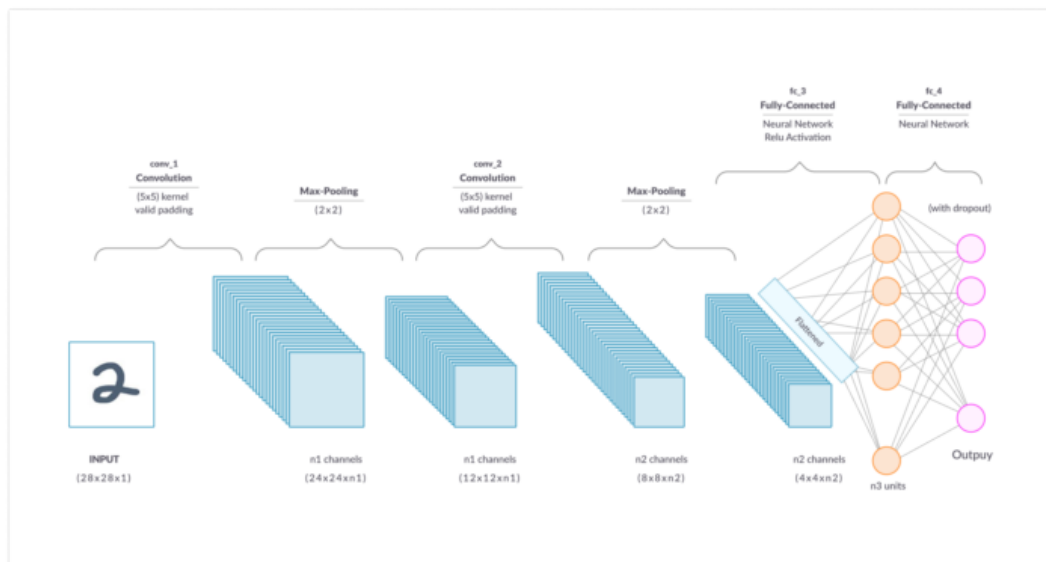 fc_3
Fully-Connected
Neural Network
Relu Activation
fc_4
Fully-Connected
Neural Network
conv_1
Convolution
(5x5) kernel
valid padding
Max-Pooling
(2x2)
conv_2
Convolution
(5x5) kernel
valid padding
Max-Pooling
(2x2)
(with dropout)
Flattened
2
INPUT
(28x28x1)
n1 channels
(24x24xn1)
n1 channels
(12x12xn1)
n2 channels
(8x8xn2)
n2 channels
(4x4xn2)
n3 units
Outpuy